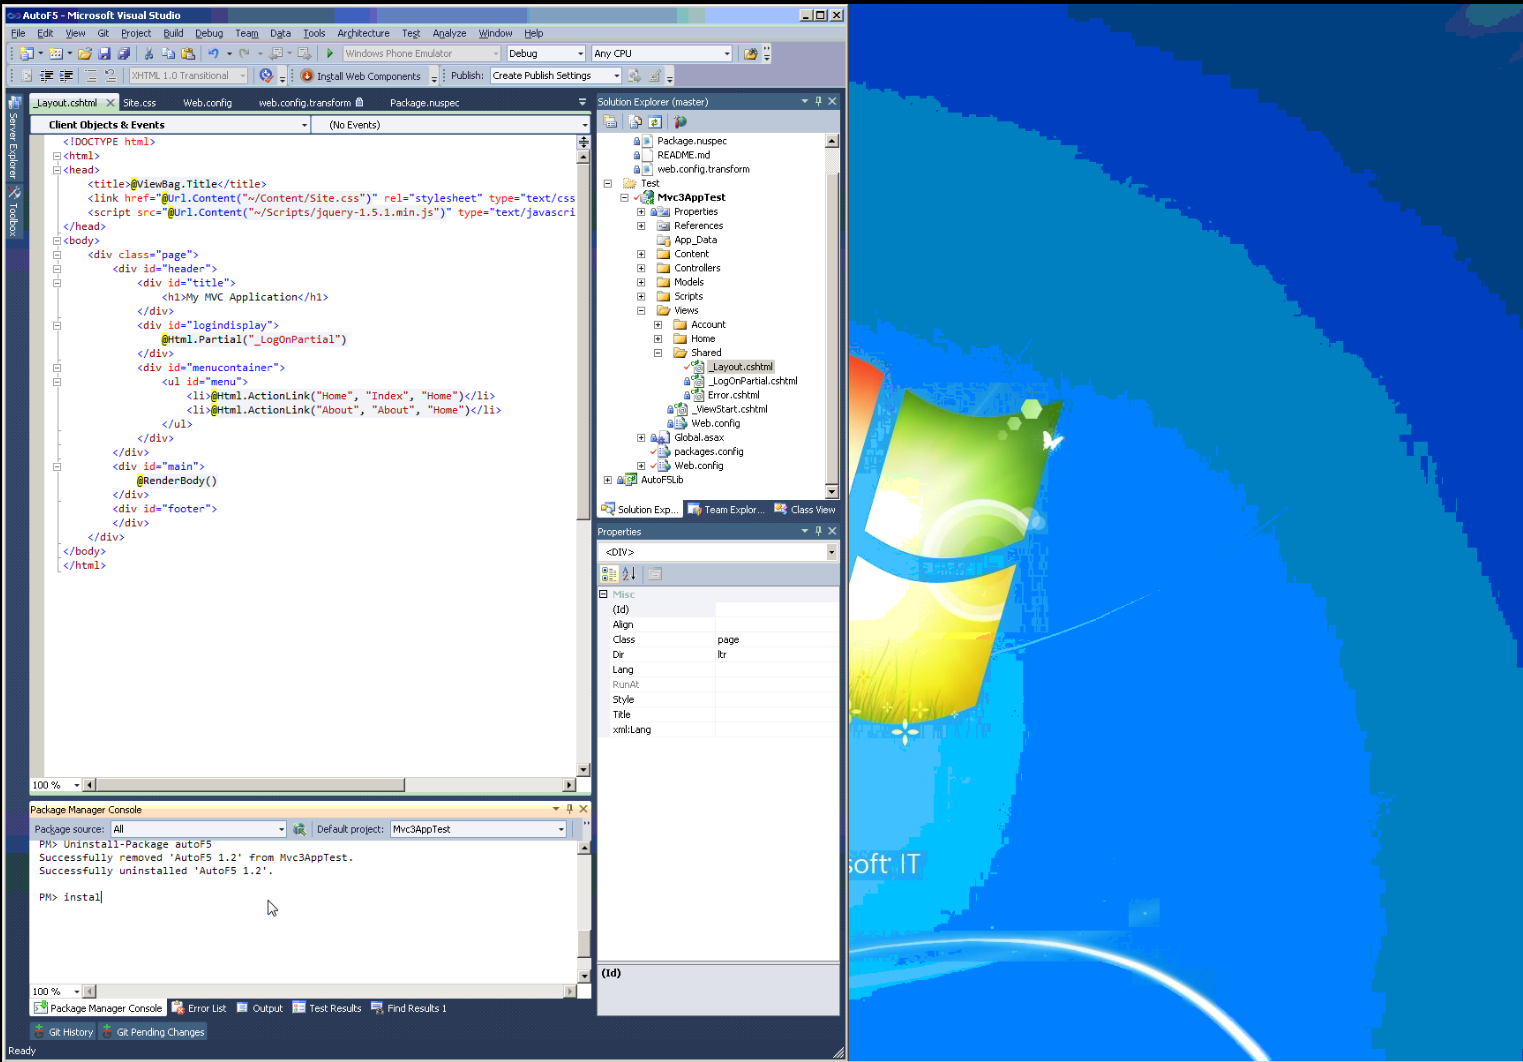 AutoF5 - Microsoft Visual Studio
File Edit View Git Project Build Debug Team Data Tools Architecture Test Analyze Window Help
Windows Phone Emulator Debug Any CPU
XHTML 1.0 Transitional Install Web Components Publish: Create Publish Settings
Server Explorer
Toolbox
_Layout.cshtml Site.css Web.config web.config.transform Package.nuspec
Client Objects & Events (No Events)
<!DOCTYPE html>
<html>
<head>
<title>@ViewBag.Title</title>
<link href="@Url.Content("~/Content/Site.css")" rel="stylesheet" type="text/css
<script src="@Url.Content("~/Scripts/jquery-1.5.1.min.js")" type="text/javascri
</head>
<body>
<div class="page">
<div id="header">
<div id="title">
<h1>My MVC Application</h1>
</div>
<div id="logindisplay">
@Html.Partial("_LogOnPartial")
</div>
<div id="menucontainer">
<ul id="menu">
<li>@Html.ActionLink("Home", "Index", "Home")</li>
<li>@Html.ActionLink("About", "About", "Home")</li>
</ul>
</div>
</div>
<div id="main">
@RenderBody()
</div>
<div id="footer">
</div>
</div>
</body>
</html>
100 %
Solution Explorer (master)
Package.nuspec
README.md
web.config.transform
Test
Mvc3AppTest
Properties
References
App_Data
Content
Controllers
Models
Scripts
Views
Account
Home
Shared
_Layout.cshtml
_LogOnPartial.cshtml
Error.cshtml
_ViewStart.cshtml
Web.config
Global.asax
packages.config
Web.config
AutoF5Lib
Solution Exp... Team Explor... Class View
Properties
<DIV>
Misc
(Id)
Align
Class page
Dir ltr
Lang
RunAt
Style
Title
xml:Lang
(Id)
Package Manager Console
Package source: All Default project: Mvc3AppTest
PM> Uninstall-Package autoF5
Successfully removed 'AutoF5 1.2' from Mvc3AppTest.
Successfully uninstalled 'AutoF5 1.2'.
PM> instal
100 %
Package Manager Console Error List Output Test Results Find Results 1
Git History Git Pending Changes
Ready
soft IT